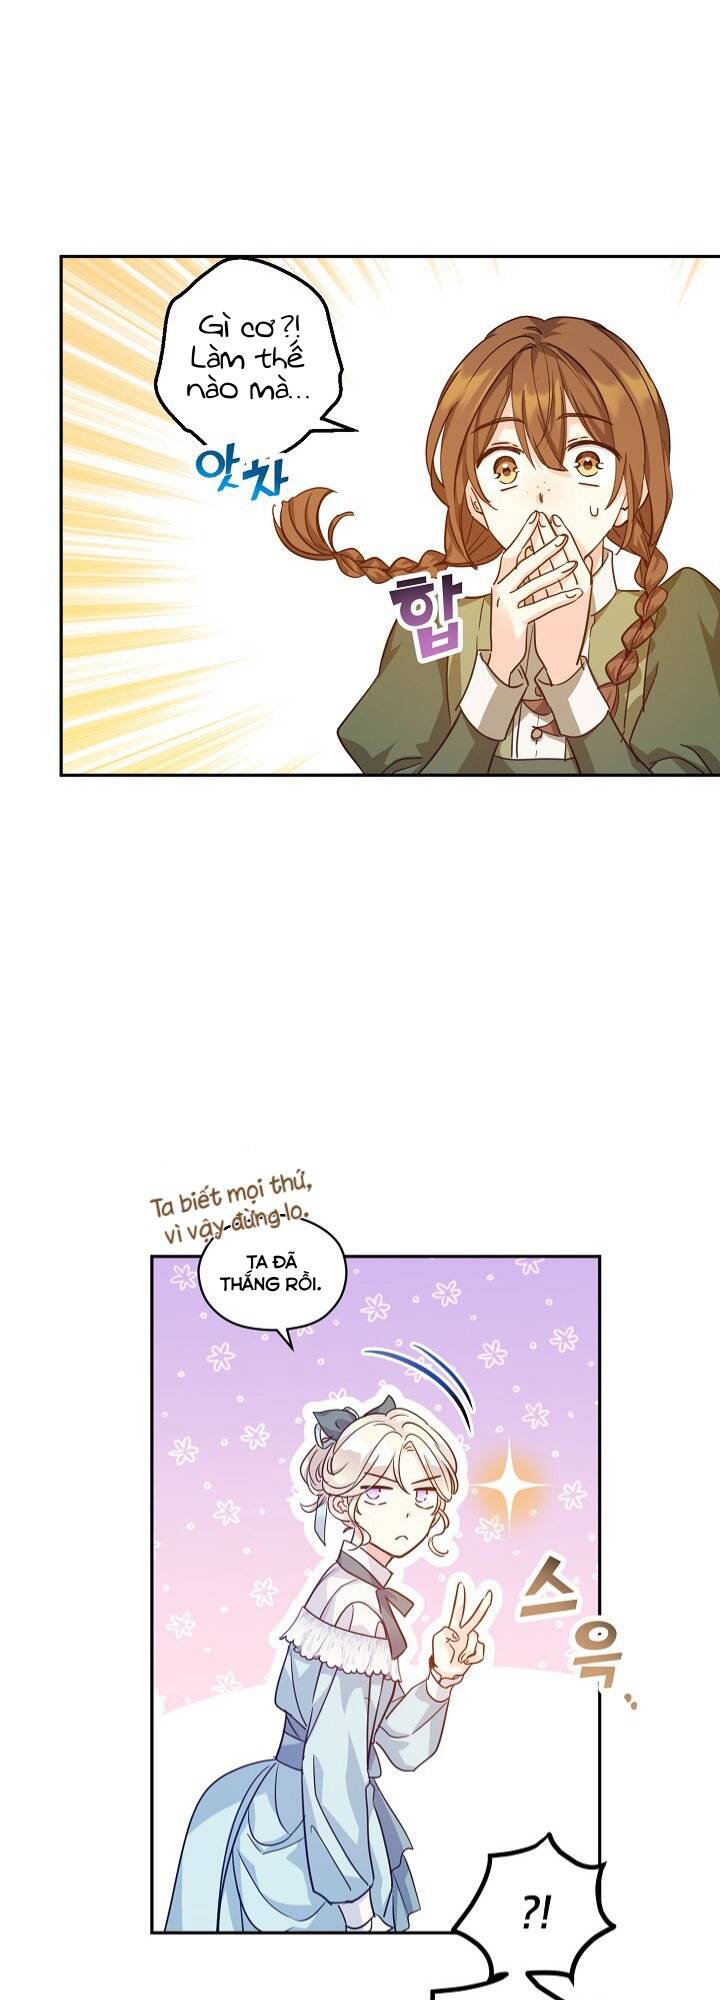 Gì cơ?!
Làm thế
nào mà...
앗차
합
Ta biết mọi thứ,
vì vậy đừng lo.
TA ĐÃ
THẮNG RỒI.
스윽
?!